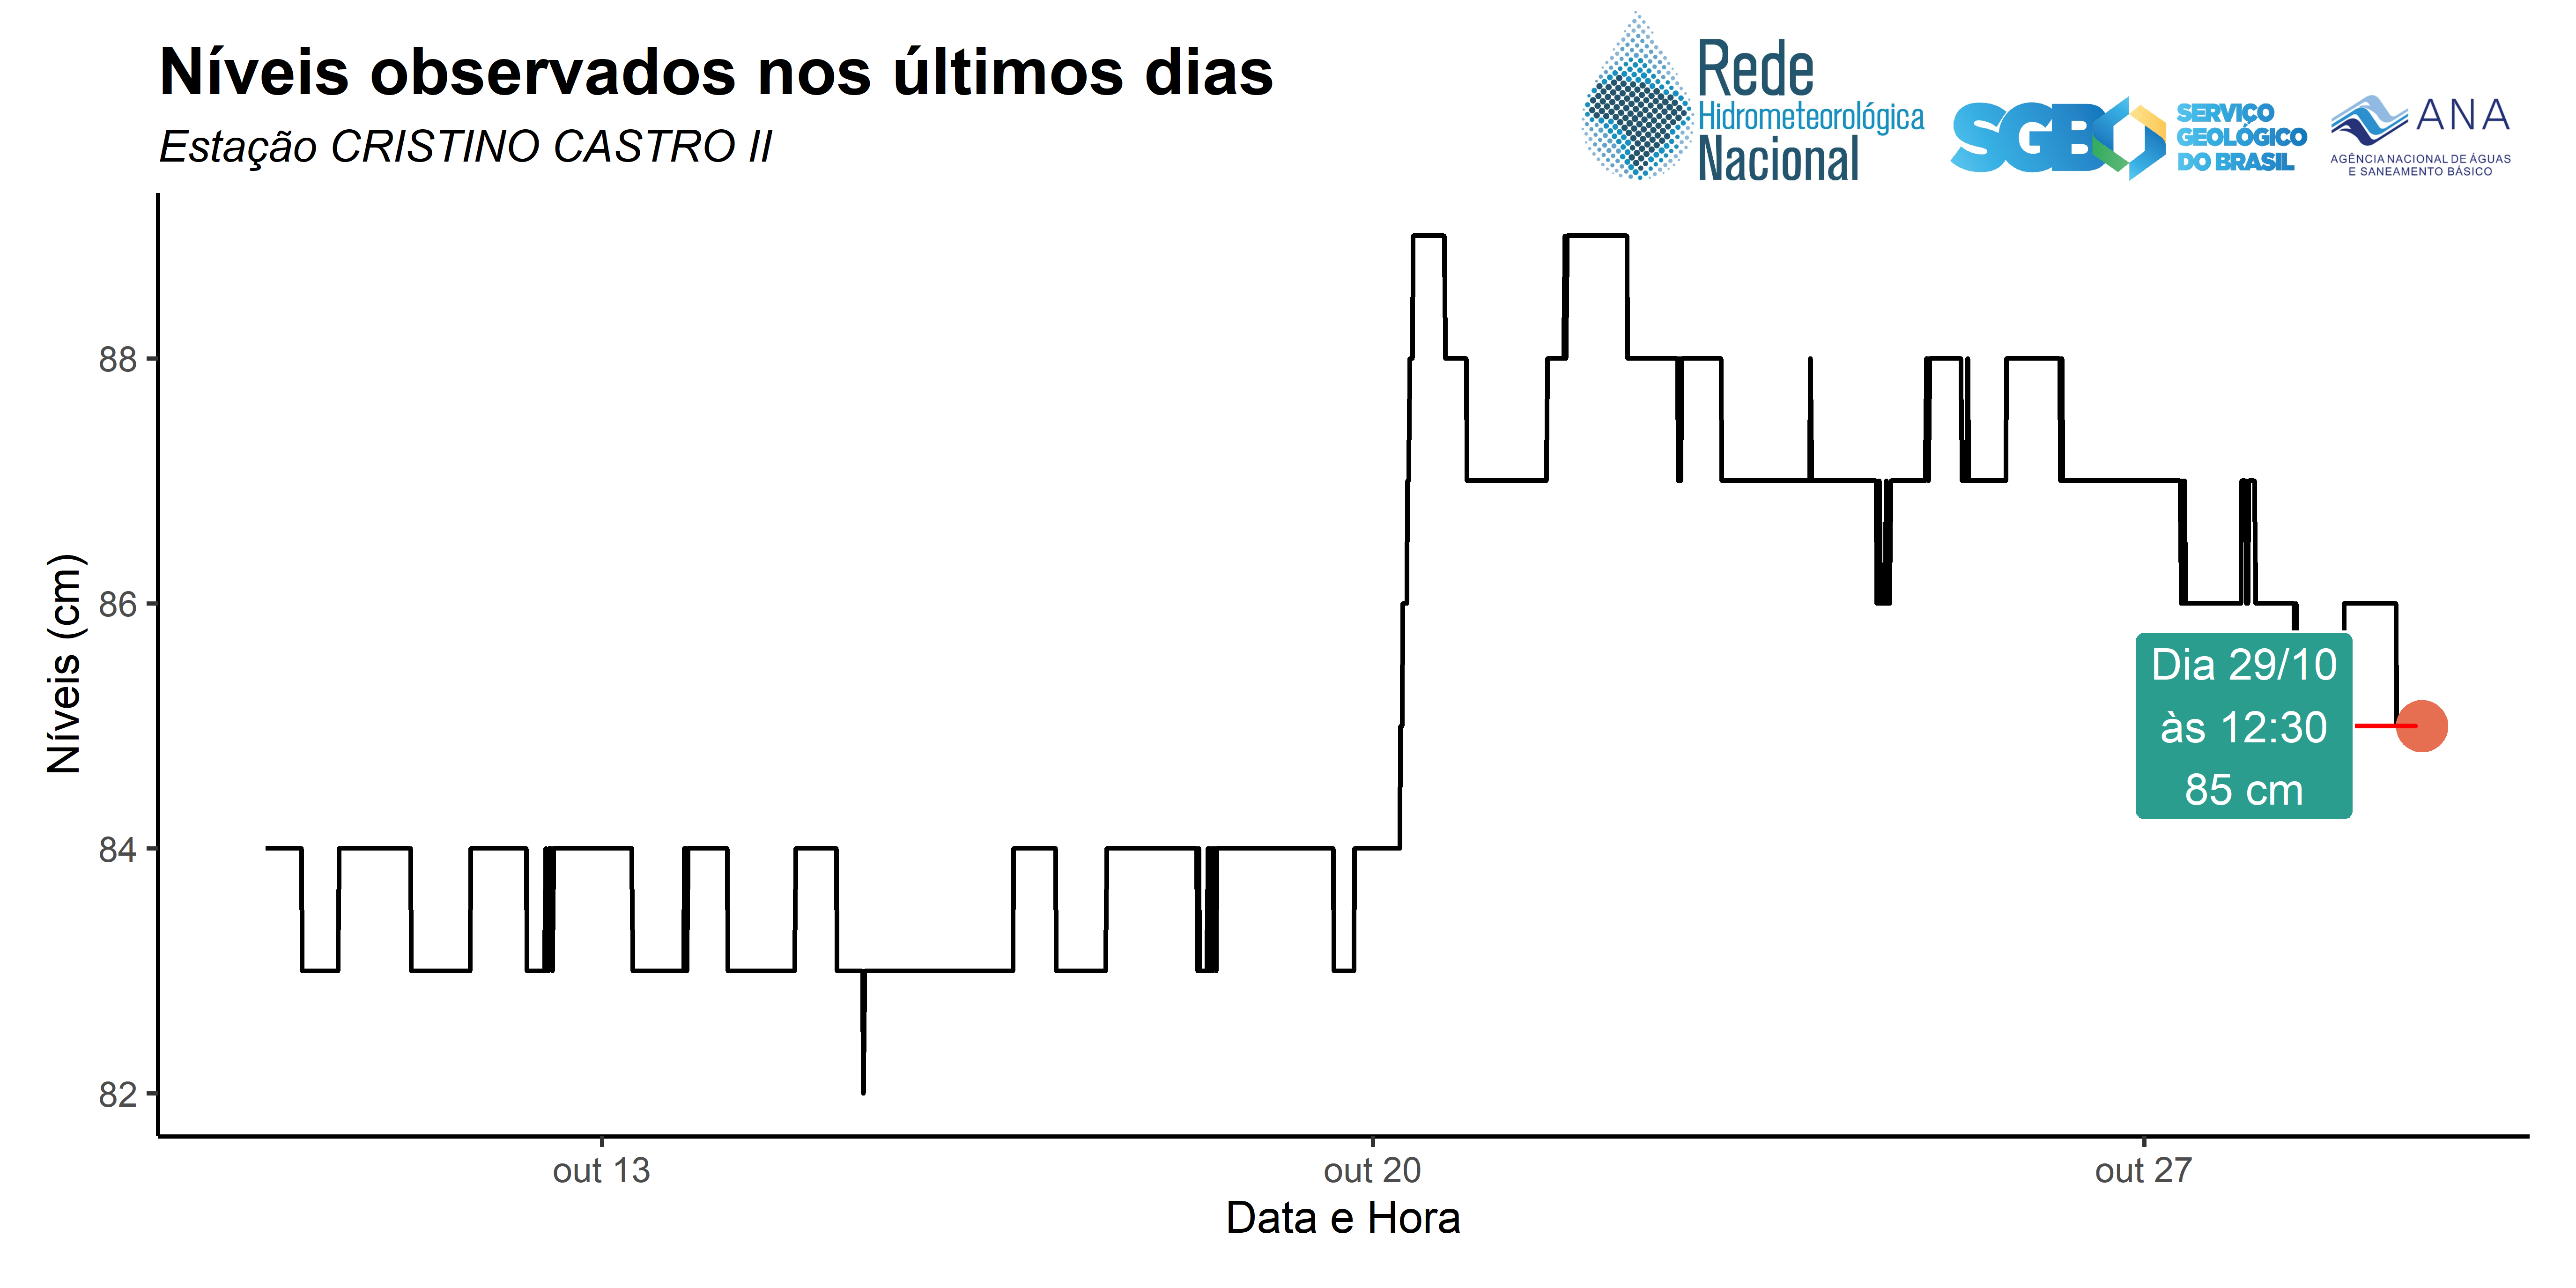 Níveis observados nos últimos dias
Estação CRISTINO CASTRO II
Rede
Hidrometeorológica
Nacional
SGB
SERVIÇO
GEOLÓGICO
DO BRASIL
ANA
AGÊNCIA NACIONAL DE ÁGUAS
E SANEAMENTO BÁSICO
Níveis (cm)
88
86
84
82
Dia 29/10
às 12:30
85 cm
out 13
out 20
out 27
Data e Hora